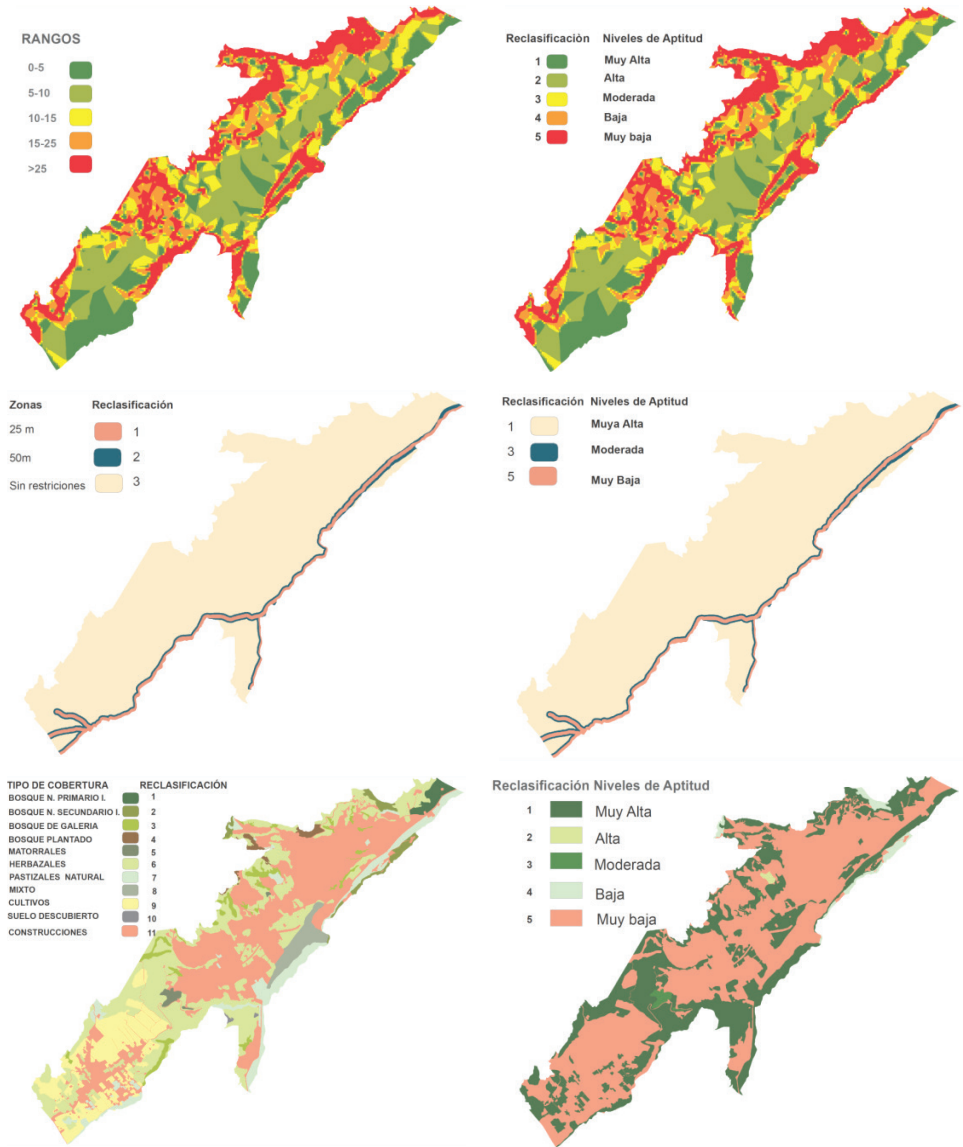 RANGOS
0-5
5-10
10-15
15-25
>25
Reclasificación Niveles de Aptitud
1 Muy Alta
2 Alta
3 Moderada
4 Baja
5 Muy baja
Zonas Reclasificación
25 m 1
50m 2
Sin restriciones 3
Reclasificación Niveles de Aptitud
1 Muya Alta
3 Moderada
5 Muy Baja
TIPO DE COBERTURA RECLASIFICACIÓN
BOSQUE N. PRIMARIO I. 1
BOSQUE N. SECUNDARIO I. 2
BOSQUE DE GALERIA 3
BOSQUE PLANTADO 4
MATORRALES 5
HERBAZALES 6
PASTIZALES NATURAL 7
MIXTO 8
CULTIVOS 9
SUELO DESCUBIERTO 10
CONSTRUCCIONES 11
Reclasificación Niveles de Aptitud
1 Muy Alta
2 Alta
3 Moderada
4 Baja
5 Muy baja